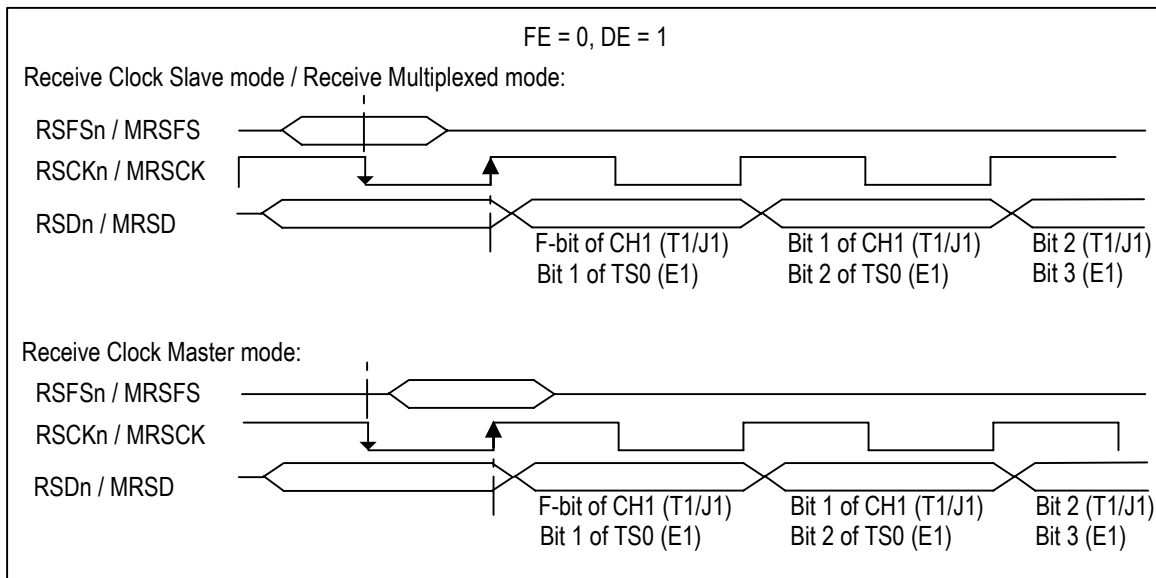 FE = 0, DE = 1
Receive Clock Slave mode / Receive Multiplexed mode:
RSFSn / MRSFS
RSCKn / MRSCK
RSDn / MRSD
F-bit of CH1 (T1/J1)
Bit 1 of TS0 (E1)
Bit 1 of CH1 (T1/J1)
Bit 2 of TS0 (E1)
Bit 2 (T1/J1)
Bit 3 (E1)
Receive Clock Master mode:
RSFSn / MRSFS
RSCKn / MRSCK
RSDn / MRSD
F-bit of CH1 (T1/J1)
Bit 1 of TS0 (E1)
Bit 1 of CH1 (T1/J1)
Bit 2 of TS0 (E1)
Bit 2 (T1/J1)
Bit 3 (E1)